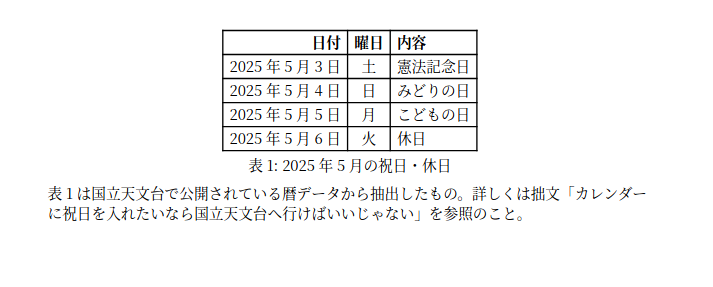 日付 曜日 内容
2025 年 5 月 3 日 土 憲法記念日
2025 年 5 月 4 日 日 みどりの日
2025 年 5 月 5 日 月 こどもの日
2025 年 5 月 6 日 火 休日
表 1: 2025 年 5 月の祝日・休日
表 1 は国立天文台で公開されている暦データから抽出したもの。詳しくは拙文「カレンダー
に祝日を入れたいなら国立天文台へ行けばいいじゃない」を参照のこと。